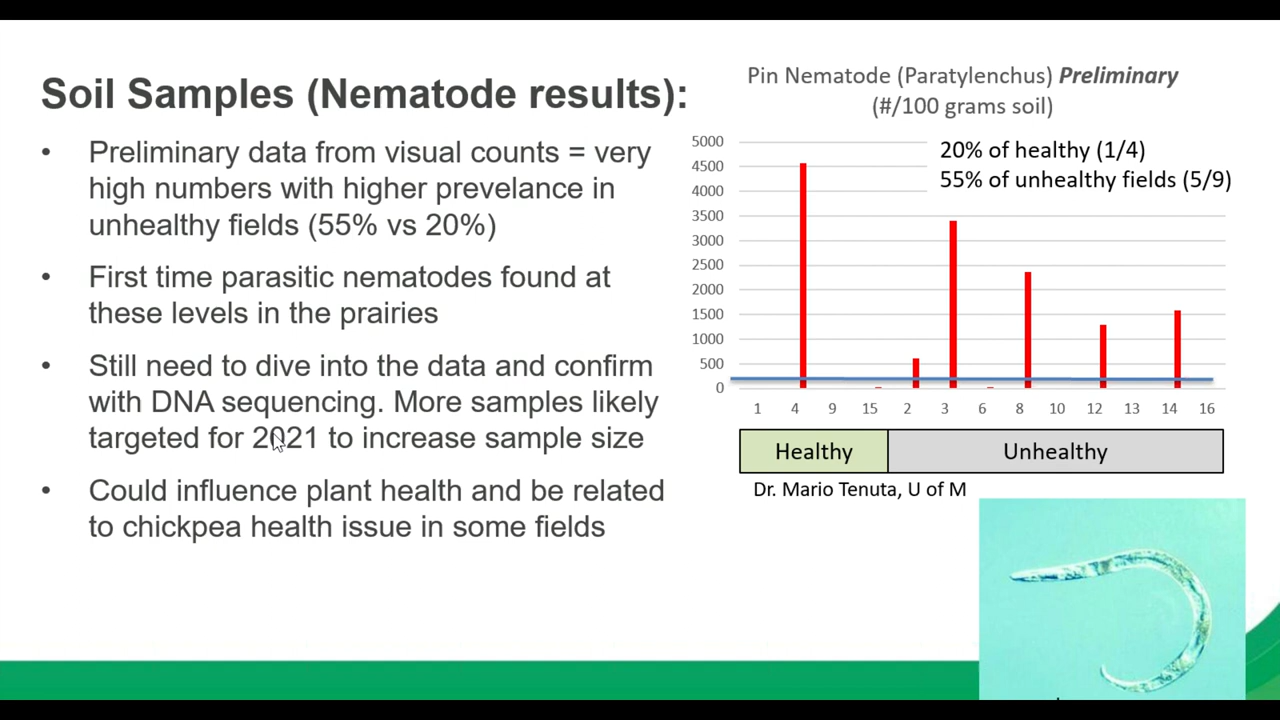 Soil Samples (Nematode results):
• Preliminary data from visual counts = very
high numbers with higher prevelance in
unhealthy fields (55% vs 20%)
• First time parasitic nematodes found at
these levels in the prairies
• Still need to dive into the data and confirm
with DNA sequencing. More samples likely
targeted for 2021 to increase sample size
• Could influence plant health and be related
to chickpea health issue in some fields
Pin Nematode (Paratylenchus) Preliminary
(#/100 grams soil)
20% of healthy (1/4)
55% of unhealthy fields (5/9)
5000
4500
4000
3500
3000
2500
2000
1500
1000
500
0
1 4 9 15 2 3 6 8 10 12 13 14 16
Healthy Unhealthy
Dr. Mario Tenuta, U of M